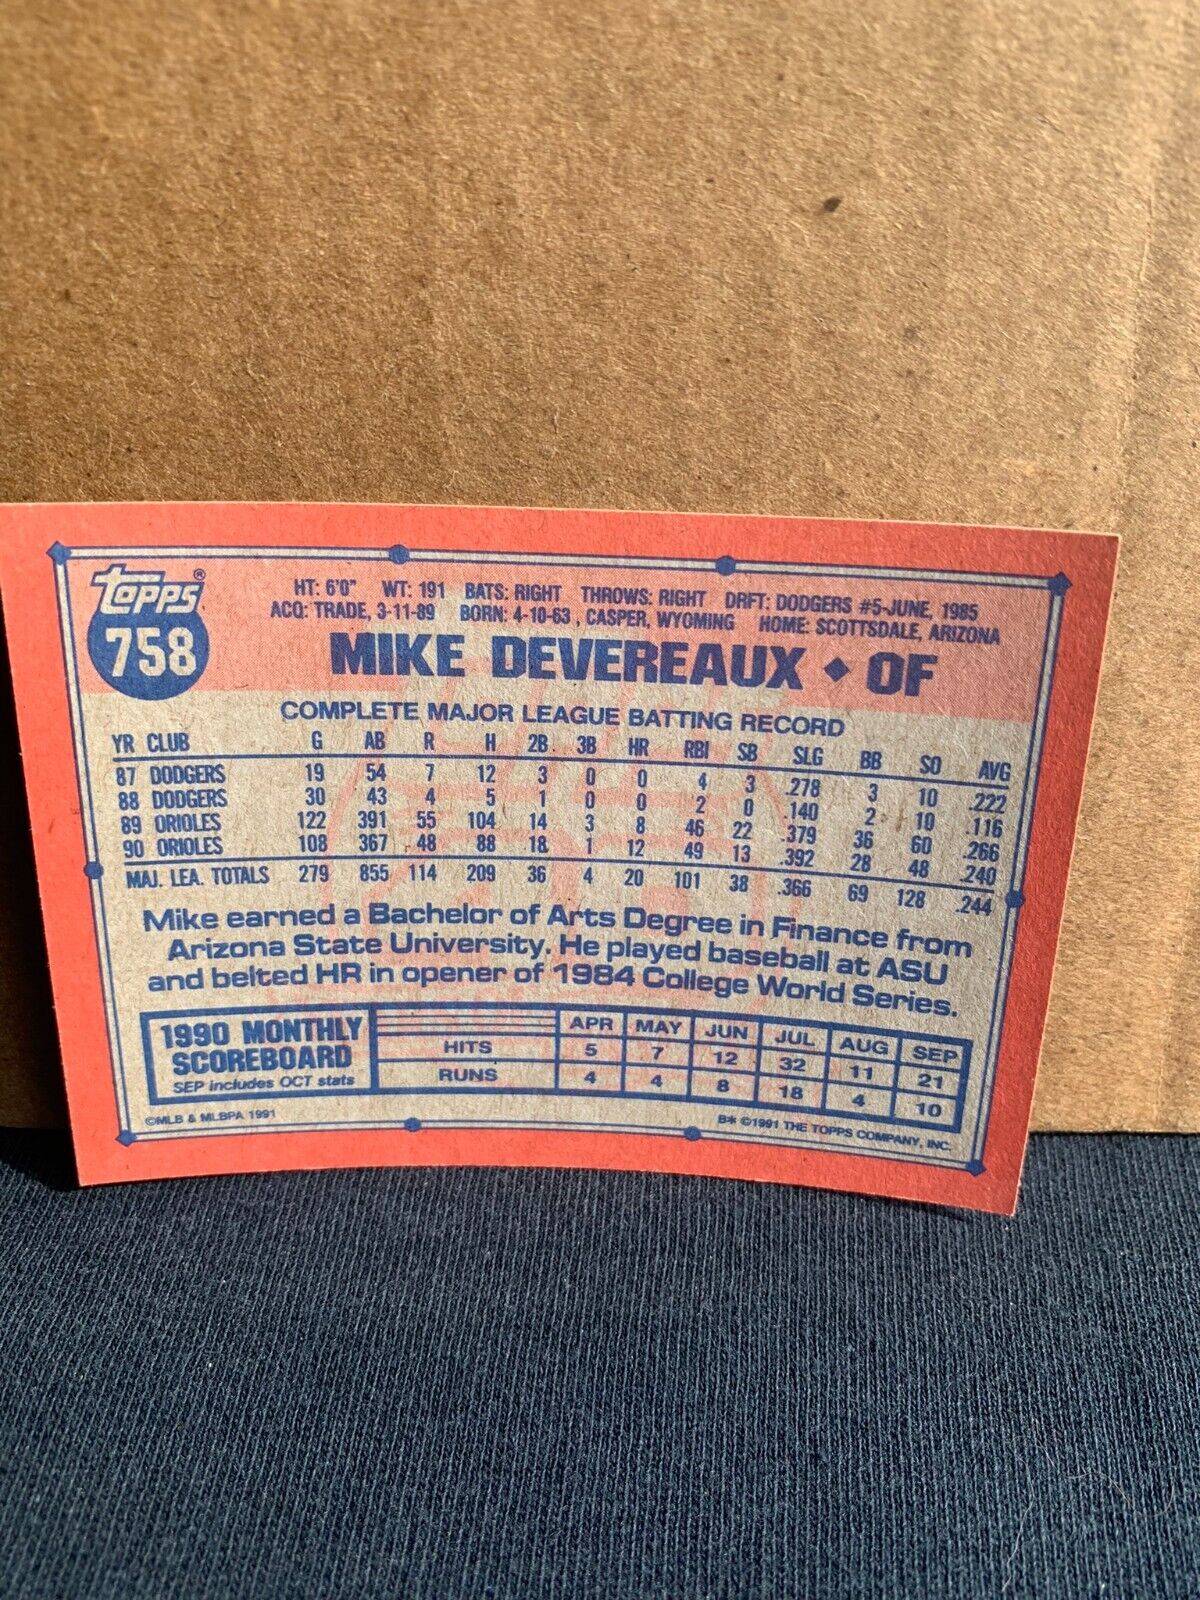 topps®
758
HT: 6'0" WT: 191 BATS: RIGHT THROWS: RIGHT DRFT: DODGERS #5-JUNE, 1985
ACQ: TRADE, 3-11-89 BORN: 4-10-63 , CASPER, WYOMING HOME: SCOTTSDALE, ARIZONA
MIKE DEVEREAUX ◆ OF
COMPLETE MAJOR LEAGUE BATTING RECORD
YR CLUB G AB R H 2B 3B HR RBI SB SLG BB SO AVG
87 DODGERS 19 54 7 12 3 0 0 4 3 .278 3 10 .222
88 DODGERS 30 43 4 5 1 0 0 2 0 .140 2 10 .116
89 ORIOLES 122 391 55 104 14 3 8 46 22 .379 36 60 .266
90 ORIOLES 108 367 48 88 18 1 12 49 13 .392 28 48 .240
MAJ. LEA. TOTALS 279 855 114 209 36 4 20 101 38 .366 69 128 .244
Mike earned a Bachelor of Arts Degree in Finance from
Arizona State University. He played baseball at ASU
and belted HR in opener of 1984 College World Series.
1990 MONTHLY
SCOREBOARD
SEP includes OCT stats
APR MAY JUN JUL AUG SEP
HITS 5 7 12 32 11 21
RUNS 4 4 8 18 4 10
©MLB & MLBPA 1991
B* ©1991 THE TOPPS COMPANY, INC.